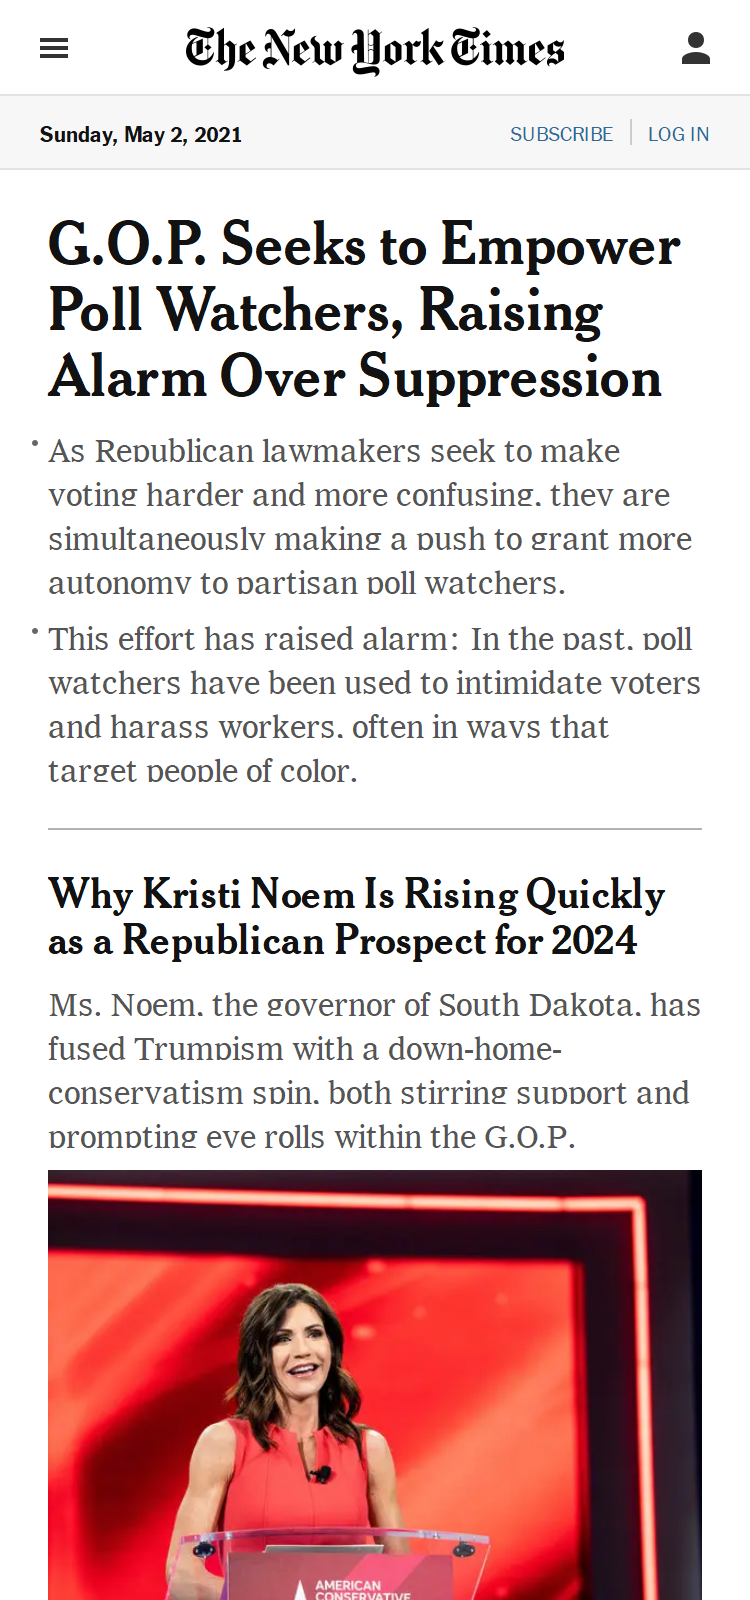 The New York Times
Sunday, May 2, 2021
SUBSCRIBE
LOG IN
G.O.P. Seeks to Empower
Poll Watchers, Raising
Alarm Over Suppression
• As Republican lawmakers seek to make
voting harder and more confusing, they are
simultaneously making a push to grant more
autonomy to partisan poll watchers.
• This effort has raised alarm: In the past, poll
watchers have been used to intimidate voters
and harass workers, often in ways that
target people of color.
Why Kristi Noem Is Rising Quickly
as a Republican Prospect for 2024
Ms. Noem, the governor of South Dakota, has
fused Trumpism with a down-home-
conservatism spin, both stirring support and
prompting eye rolls within the G.O.P.
AMERICAN
CONSERVATIVE